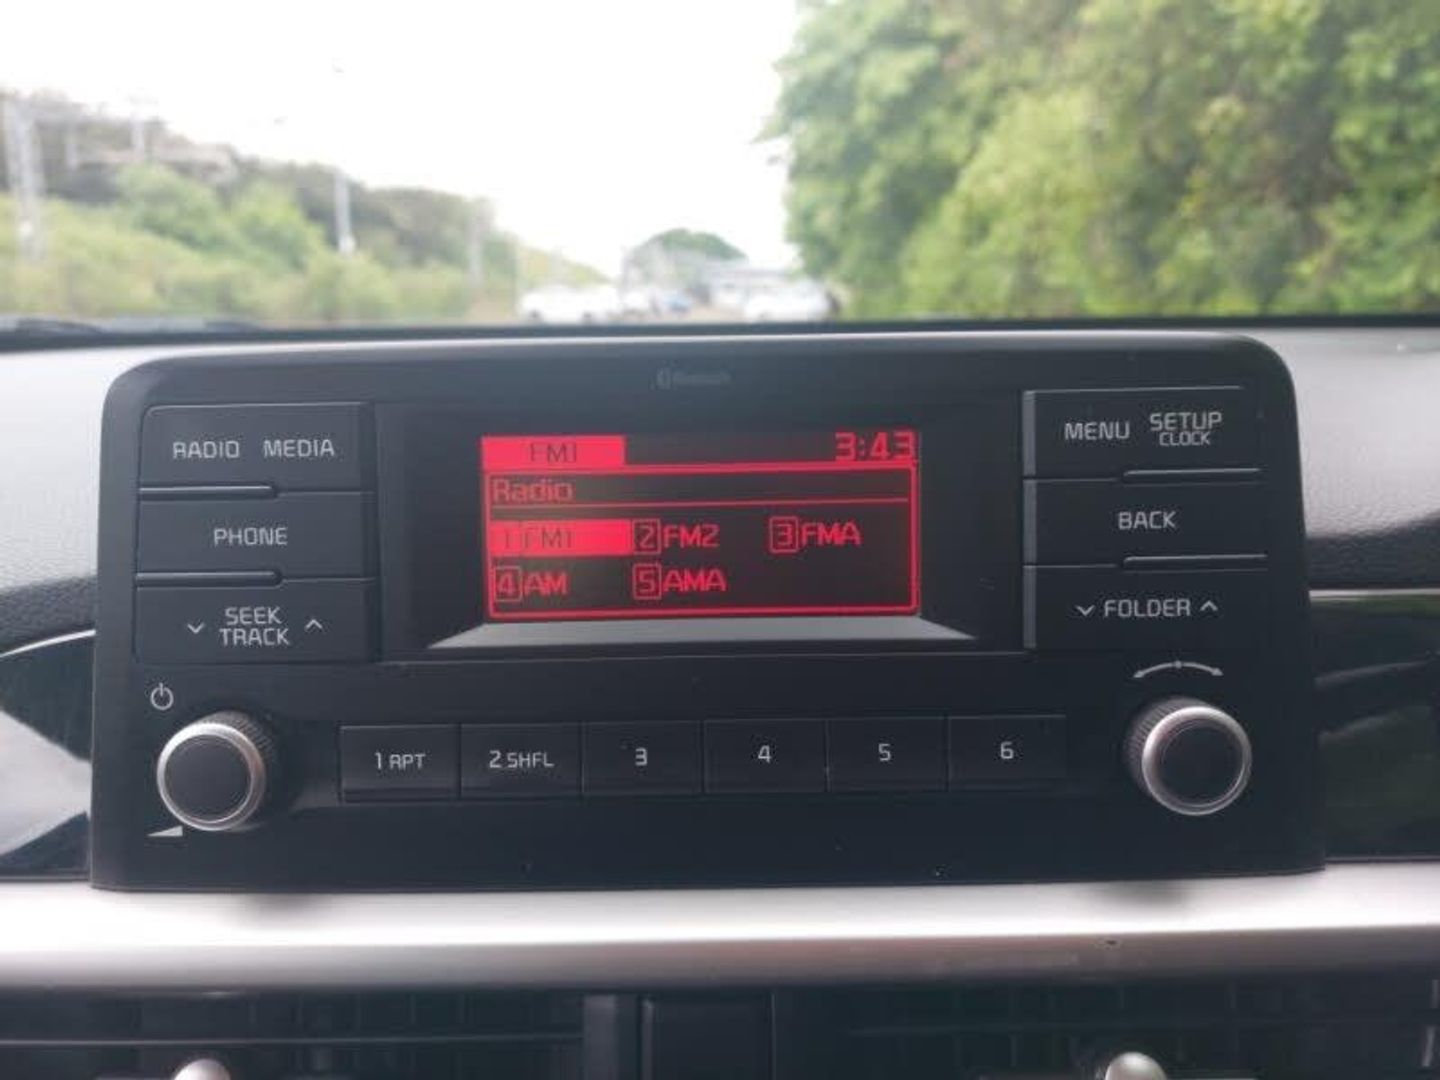 Bluetooth
RADIO MEDIA
PHONE
SEEK
TRACK
FM1 3:43
Radio
1 FM1 2 FM2 3 FMA
4 AM 5 AMA
MENU SETUP
CLOCK
BACK
FOLDER
1 RPT 2 SHFL 3 4 5 6